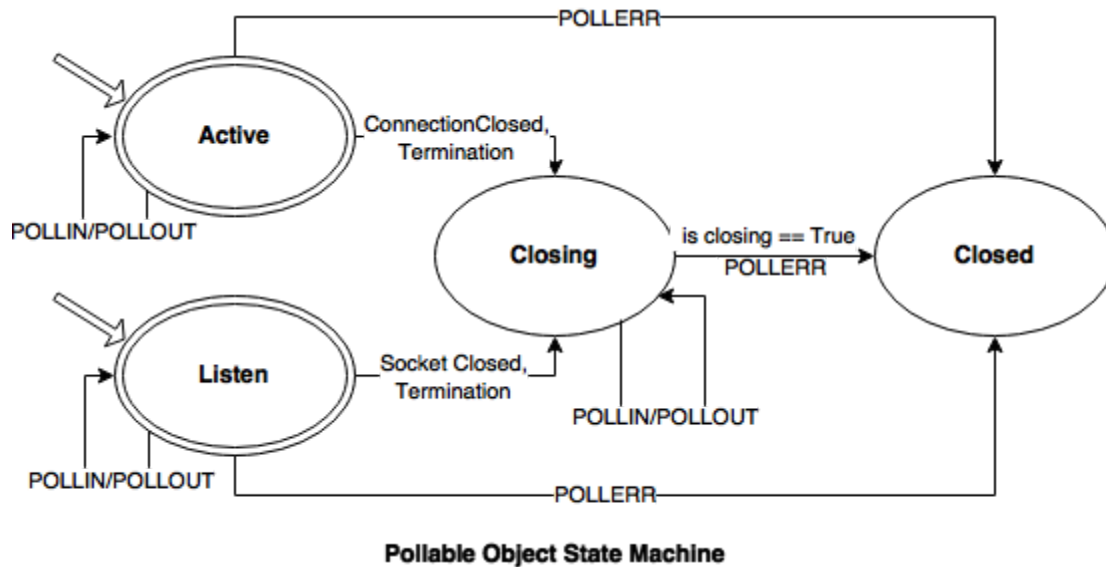 POLLERR
Active
ConnectionClosed,
Termination
POLLIN/POLLOUT
Closing
is closing == True
POLLERR
Closed
Listen
Socket Closed,
Termination
POLLIN/POLLOUT
POLLIN/POLLOUT
POLLERR
Pollable Object State Machine